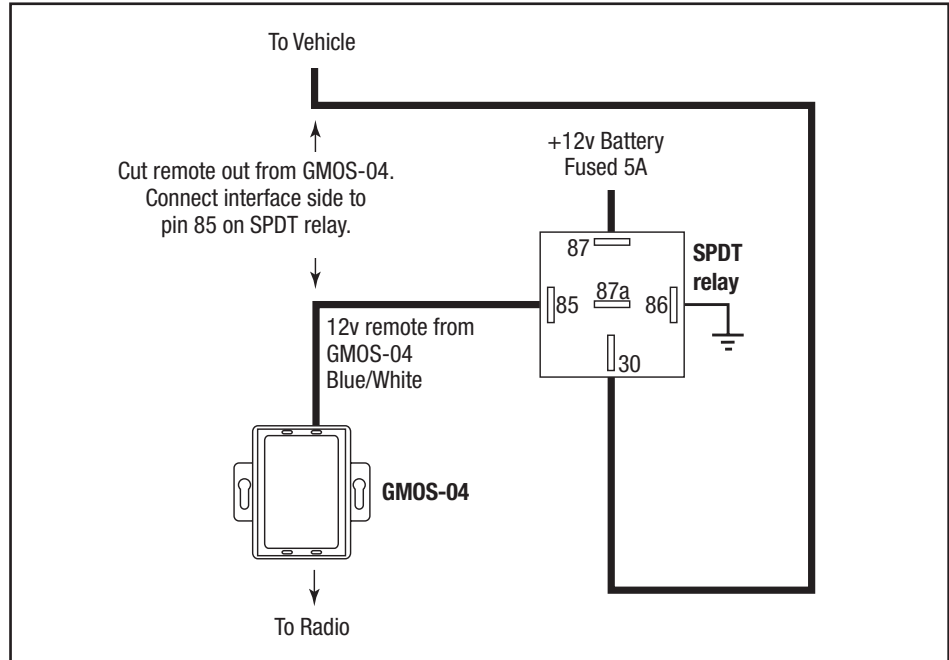 To Vehicle
Cut remote out from GMOS-04.
Connect interface side to
pin 85 on SPDT relay.
+12v Battery
Fused 5A
87
SPDT
relay
85
87a
86
30
12v remote from
GMOS-04
Blue/White
GMOS-04
To Radio